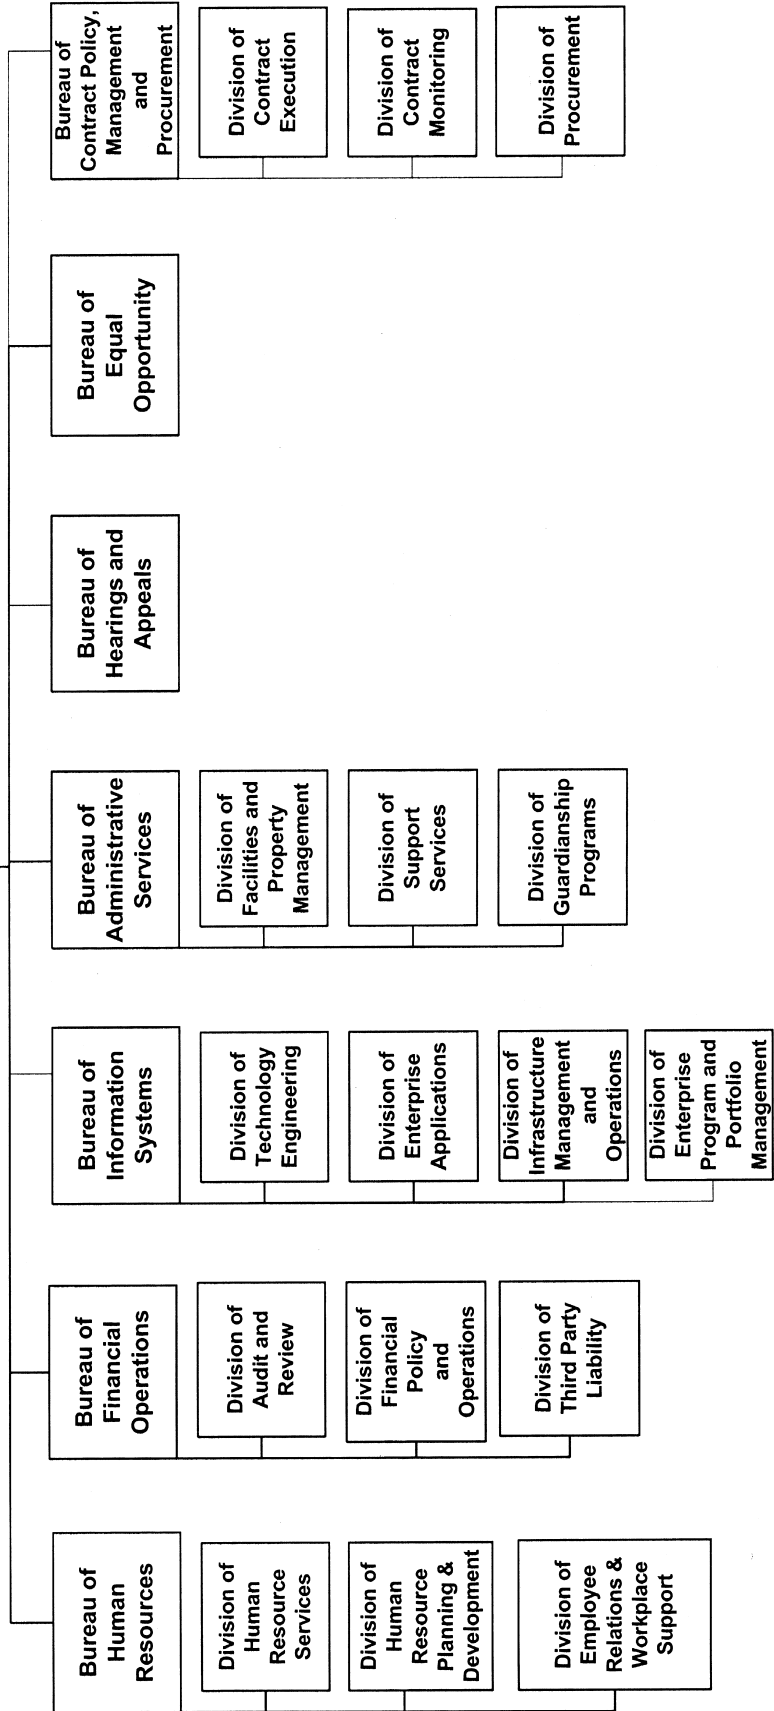 Bureau of
Human
Resources
Division of
Human
Resource
Services
Division of
Human
Resource
Planning &
Development
Division of
Employee
Relations &
Workplace
Support
Bureau of
Financial
Operations
Division of
Audit and
Review
Division of
Financial
Policy
and
Operations
Division of
Third Party
Liability
Bureau of
Information
Systems
Division of
Technology
Engineering
Division of
Enterprise
Applications
Division of
Infrastructure
Management
and
Operations
Division of
Enterprise
Program and
Portfolio
Management
Bureau of
Administrative
Services
Division of
Facilities and
Property
Management
Division of
Support
Services
Division of
Guardianship
Programs
Bureau of
Hearings and
Appeals
Bureau of
Equal
Opportunity
Bureau of
Contract Policy,
Management
and
Procurement
Division of
Contract
Execution
Division of
Contract
Monitoring
Division of
Procurement